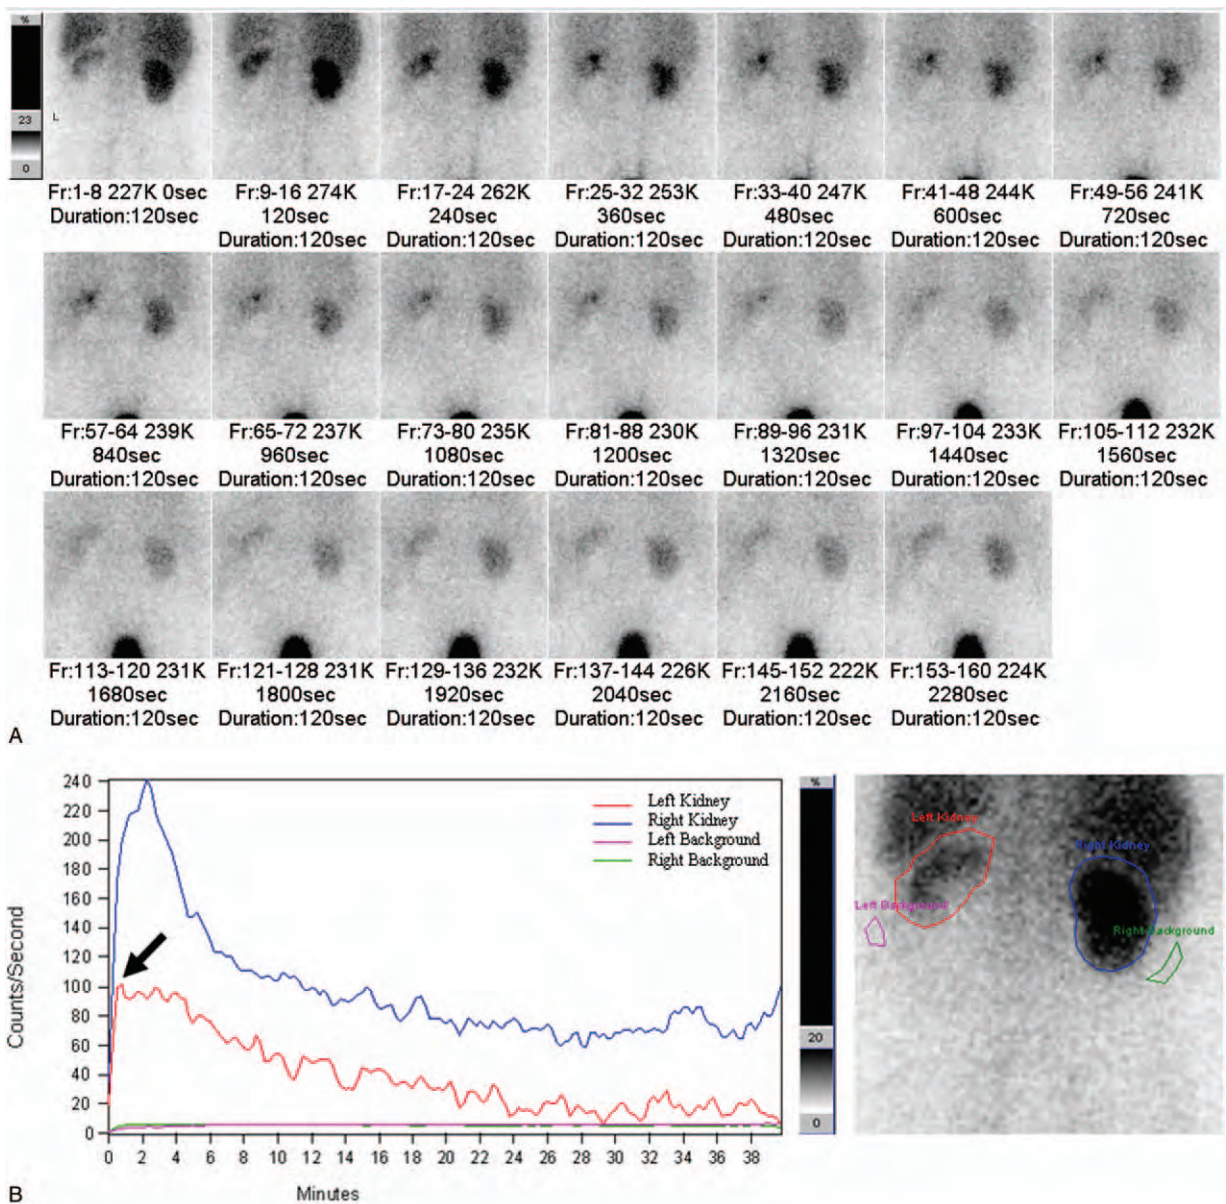 %
23
0
L
Fr:1-8 227K 0sec
Duration:120sec
Fr:9-16 274K
120sec
Duration:120sec
Fr:17-24 262K
240sec
Duration:120sec
Fr:25-32 253K
360sec
Duration:120sec
Fr:33-40 247K
480sec
Duration:120sec
Fr:41-48 244K
600sec
Duration:120sec
Fr:49-56 241K
720sec
Duration:120sec
Fr:57-64 239K
840sec
Duration:120sec
Fr:65-72 237K
960sec
Duration:120sec
Fr:73-80 235K
1080sec
Duration:120sec
Fr:81-88 230K
1200sec
Duration:120sec
Fr:89-96 231K
1320sec
Duration:120sec
Fr:97-104 233K
1440sec
Duration:120sec
Fr:105-112 232K
1560sec
Duration:120sec
Fr:113-120 231K
1680sec
Duration:120sec
Fr:121-128 231K
1800sec
Duration:120sec
Fr:129-136 232K
1920sec
Duration:120sec
Fr:137-144 226K
2040sec
Duration:120sec
Fr:145-152 222K
2160sec
Duration:120sec
Fr:153-160 224K
2280sec
Duration:120sec
A
Counts/Second
240
220
200
180
160
140
120
100
80
60
40
20
0
Left Kidney
Right Kidney
Left Background
Right Background
0 2 4 6 8 10 12 14 16 18 20 22 24 26 28 30 32 34 36 38
Minutes
%
20
0
Left Kidney
Right Kidney
Left Background
Right Background
B